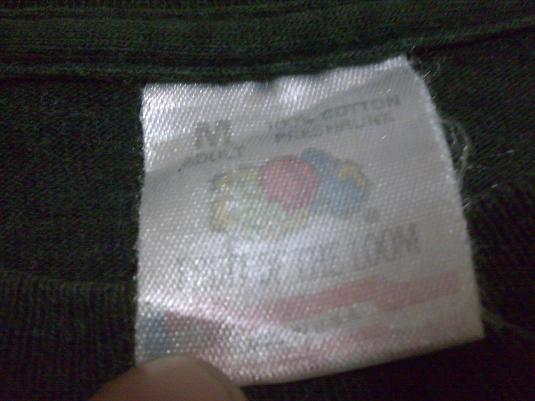 M 100% COTTON
ADULT PRESHRUNK
®
FRUIT OF THE LOOM